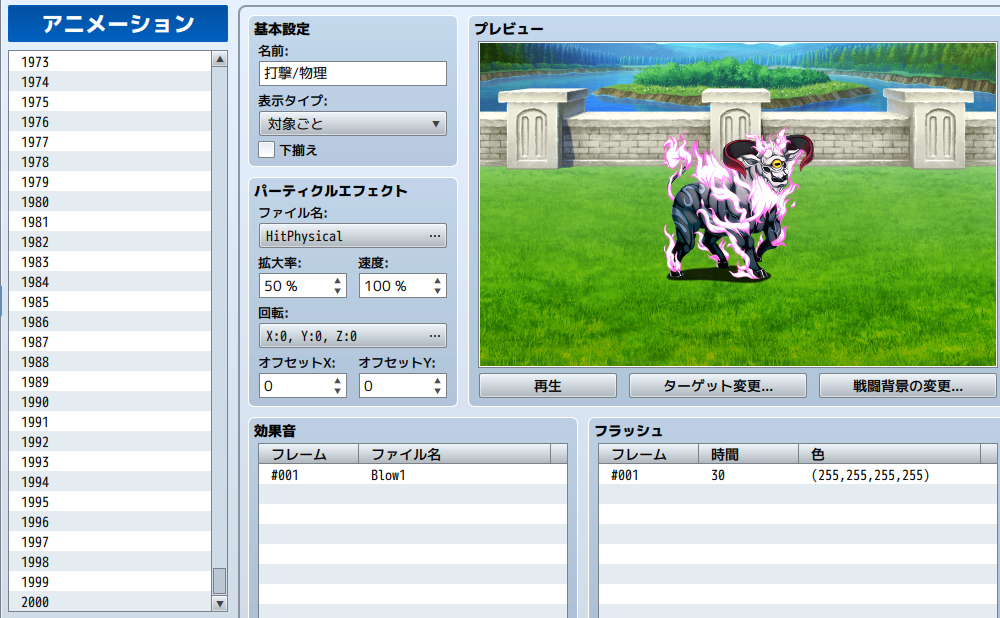 アニメーション
1973
1974
1975
1976
1977
1978
1979
1980
1981
1982
1983
1984
1985
1986
1987
1988
1989
1990
1991
1992
1993
1994
1995
1996
1997
1998
1999
2000
基本設定
名前:
打撃/物理
表示タイプ:
対象ごと
下揃え
パーティクルエフェクト
ファイル名:
HitPhysical ...
拡大率: 速度:
50 % 100 %
回転:
X:0, Y:0, Z:0 ...
オフセットX: オフセットY:
0 0
プレビュー
再生 ターゲット変更... 戦闘背景の変更...
効果音
フレーム ファイル名
#001 Blow1
フラッシュ
フレーム 時間 色
#001 30 (255,255,255,255)